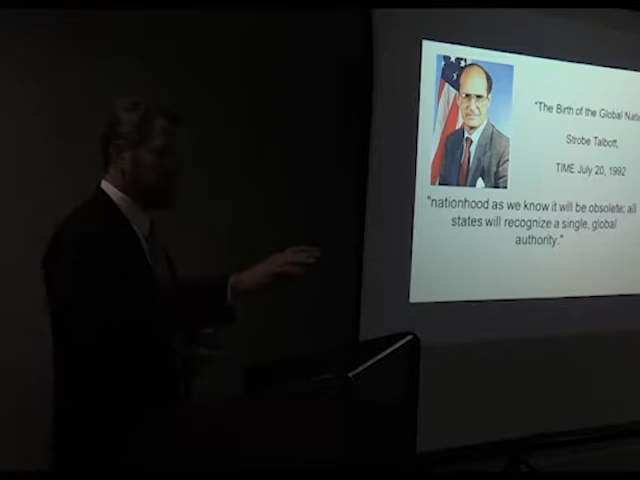 "The Birth of the Global Nati
Strobe Talbott,
TIME July 20, 1992
"nationhood as we know it will be obsolete; all
states will recognize a single, global
authority."